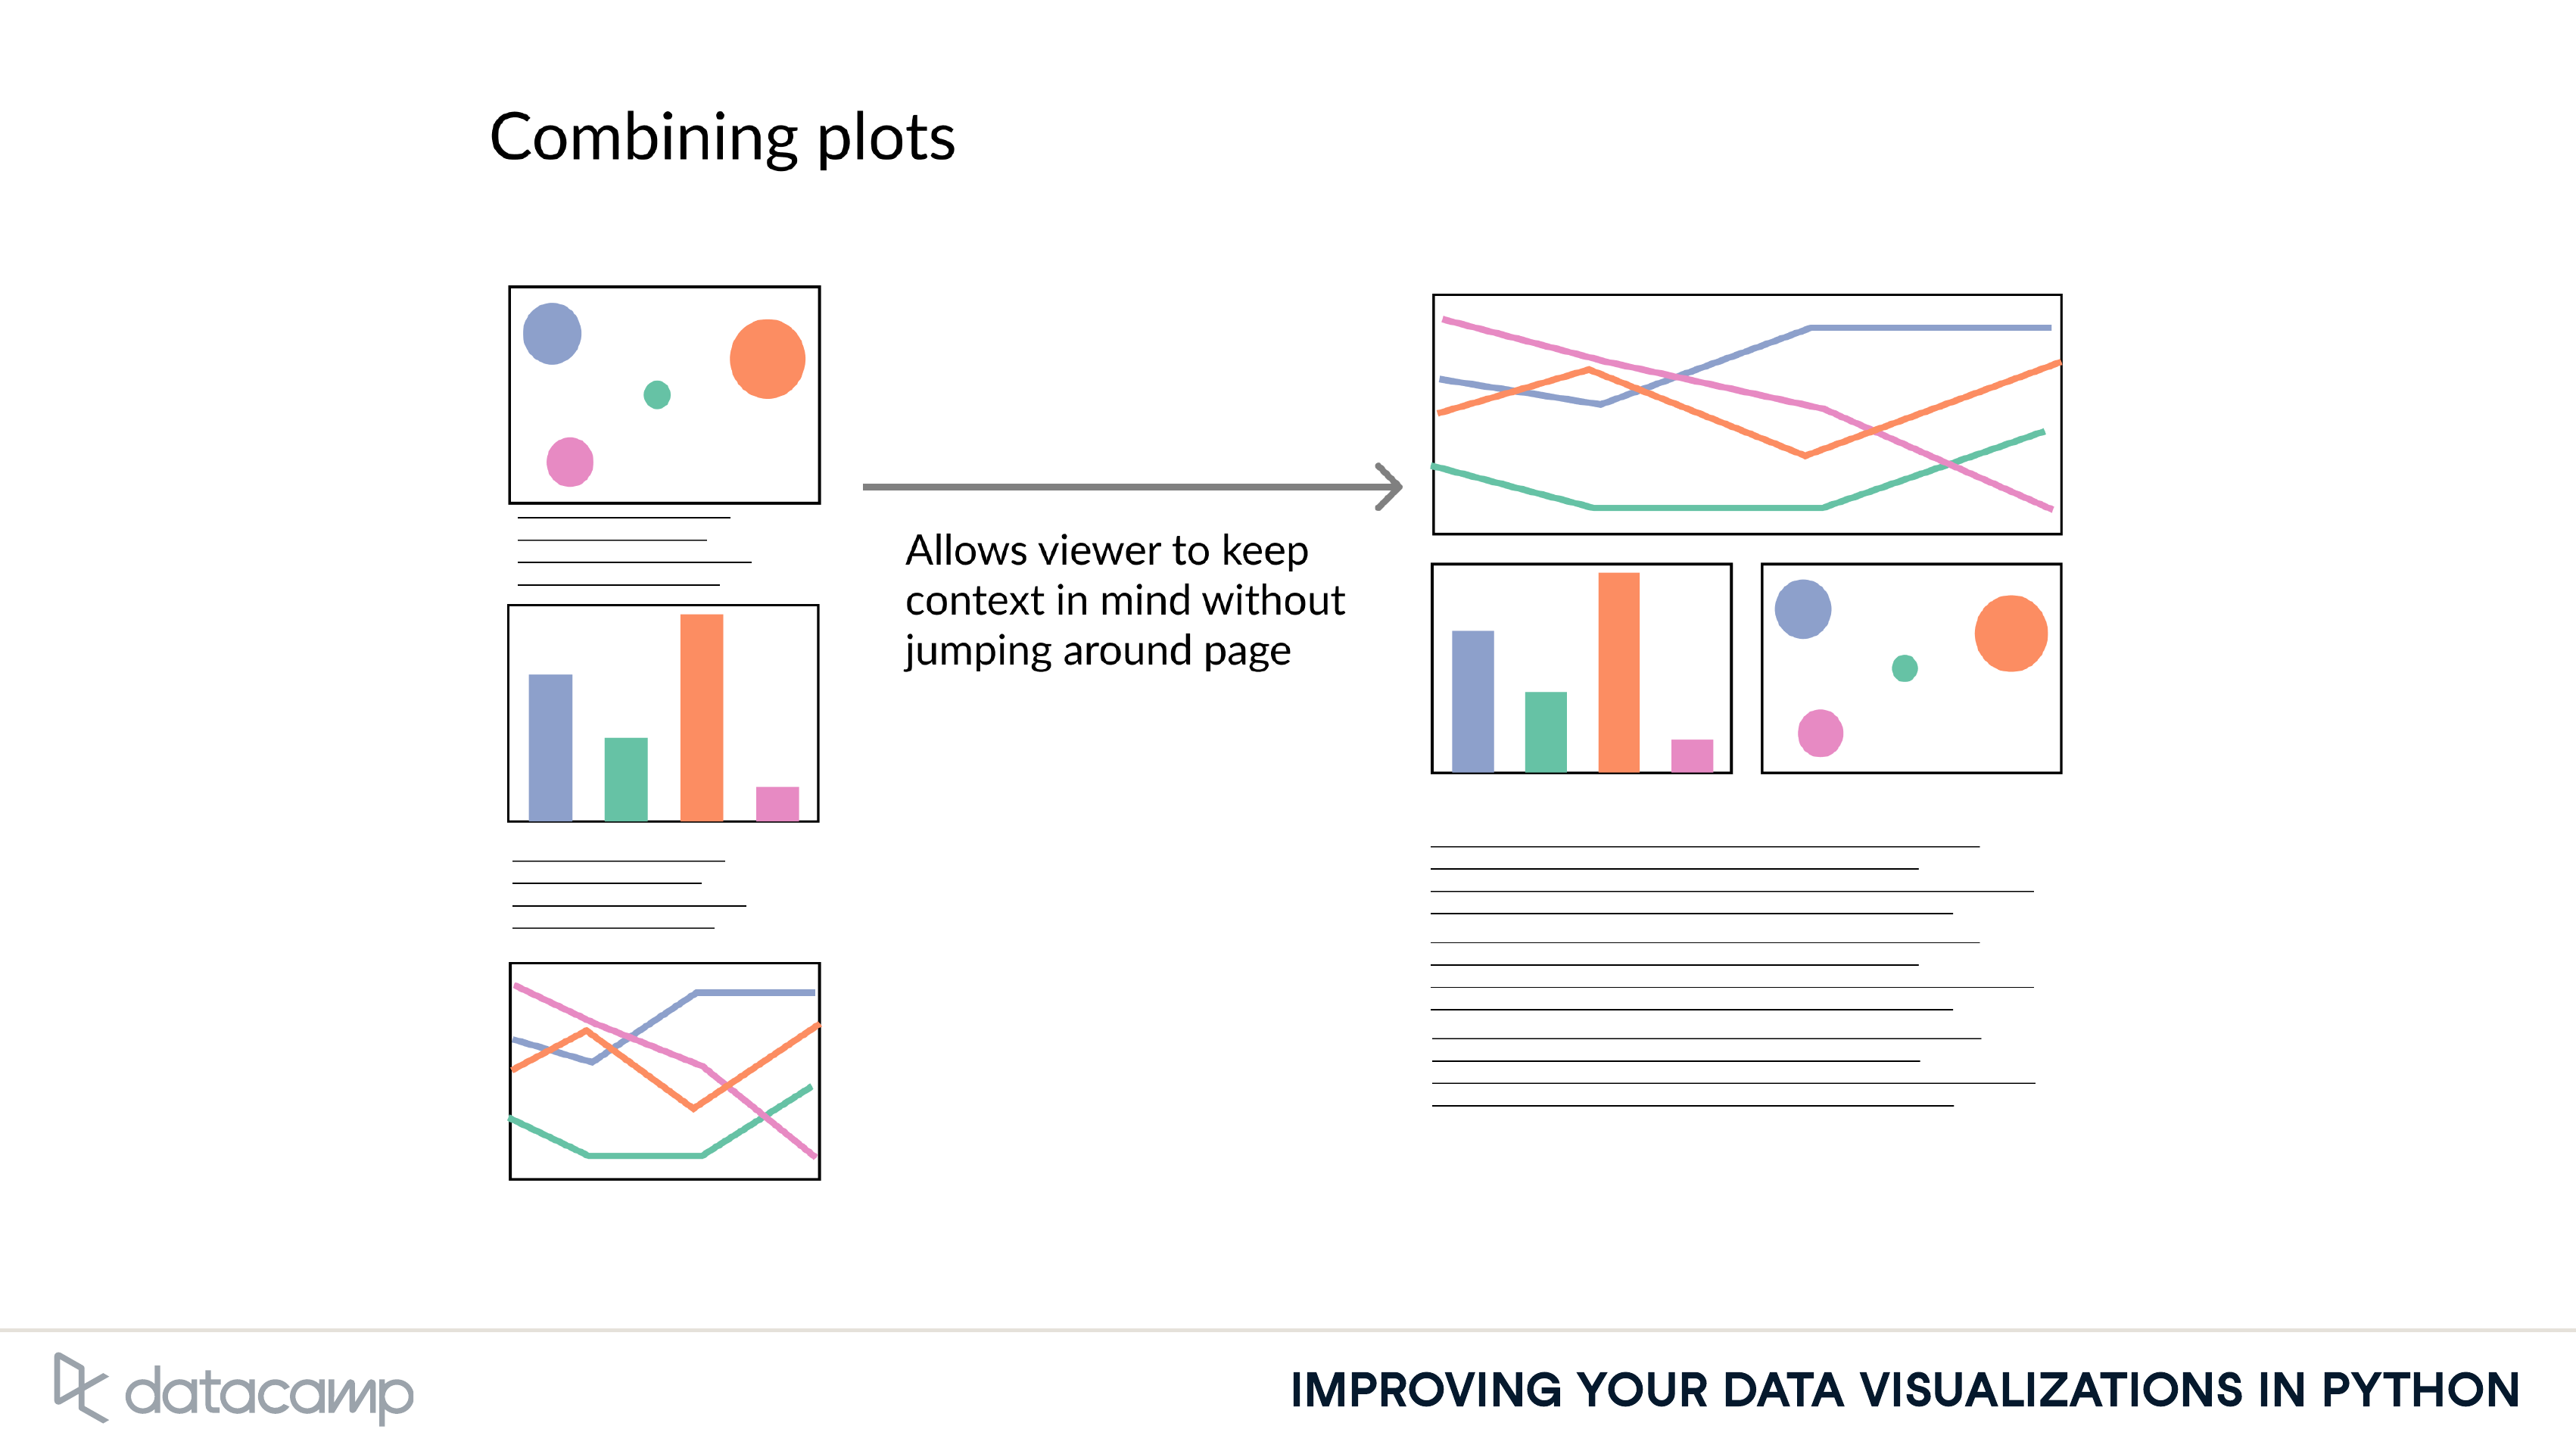 Combining plots
Allows viewer to keep
context in mind without
jumping around page
datacamp
IMPROVING YOUR DATA VISUALIZATIONS IN PYTHON